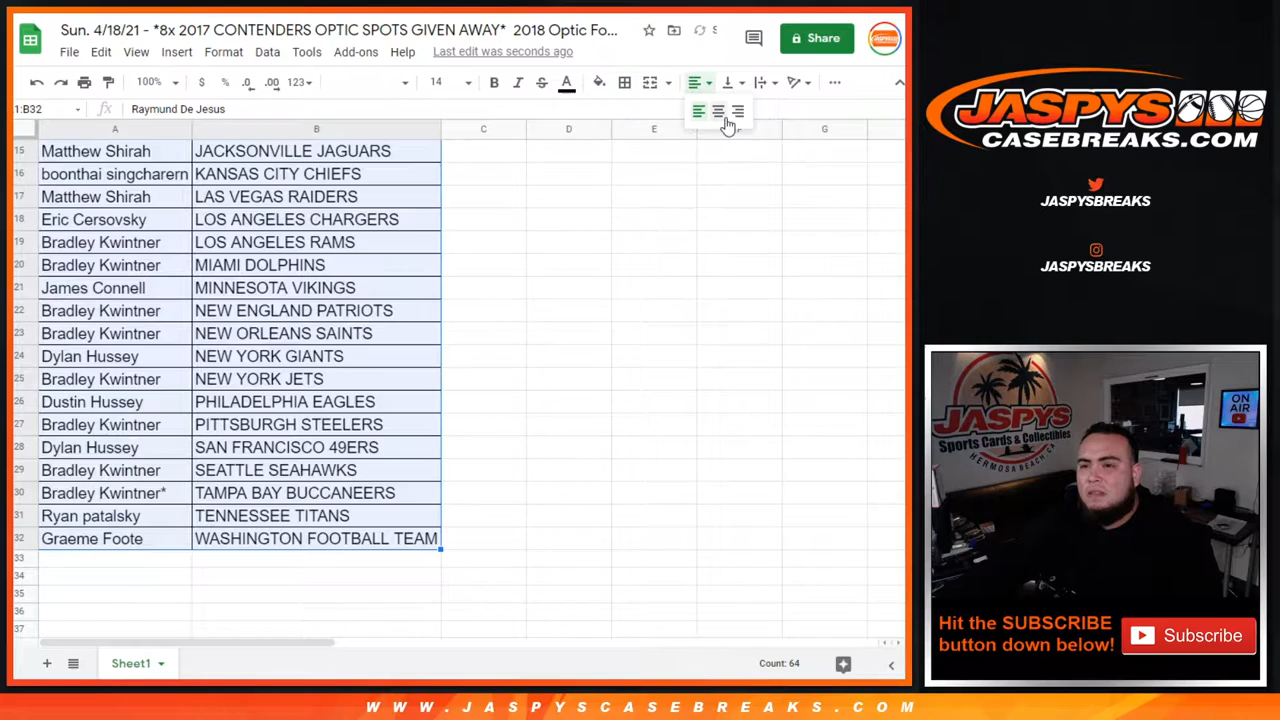 Sun. 4/18/21 - *8x 2017 CONTENDERS OPTIC SPOTS GIVEN AWAY* 2018 Optic Fo...
File Edit View Insert Format Data Tools Add-ons Help Last edit was seconds ago
Share
100% $ % .0 .00 123 14 B I S A
1:B32 fx Raymund De Jesus
A B C D E F G
15 Matthew Shirah JACKSONVILLE JAGUARS
16 boonthai singcharern KANSAS CITY CHIEFS
17 Matthew Shirah LAS VEGAS RAIDERS
18 Eric Cersovsky LOS ANGELES CHARGERS
19 Bradley Kwintner LOS ANGELES RAMS
20 Bradley Kwintner MIAMI DOLPHINS
21 James Connell MINNESOTA VIKINGS
22 Bradley Kwintner NEW ENGLAND PATRIOTS
23 Bradley Kwintner NEW ORLEANS SAINTS
24 Dylan Hussey NEW YORK GIANTS
25 Bradley Kwintner NEW YORK JETS
26 Dustin Hussey PHILADELPHIA EAGLES
27 Bradley Kwintner PITTSBURGH STEELERS
28 Dylan Hussey SAN FRANCISCO 49ERS
29 Bradley Kwintner SEATTLE SEAHAWKS
30 Bradley Kwintner* TAMPA BAY BUCCANEERS
31 Ryan patalsky TENNESSEE TITANS
32 Graeme Foote WASHINGTON FOOTBALL TEAM
33
34
35
36
37
Sheet1
Count: 64
JASPYS
CASEBREAKS.COM
JASPYSBREAKS
JASPYSBREAKS
JASPYS
Sports Cards & Collectibles
HERMOSA BEACH, CA
ON AIR
Hit the SUBSCRIBE
button down below!
Subscribe
WWW.JASPYSCASEBREAKS.COM